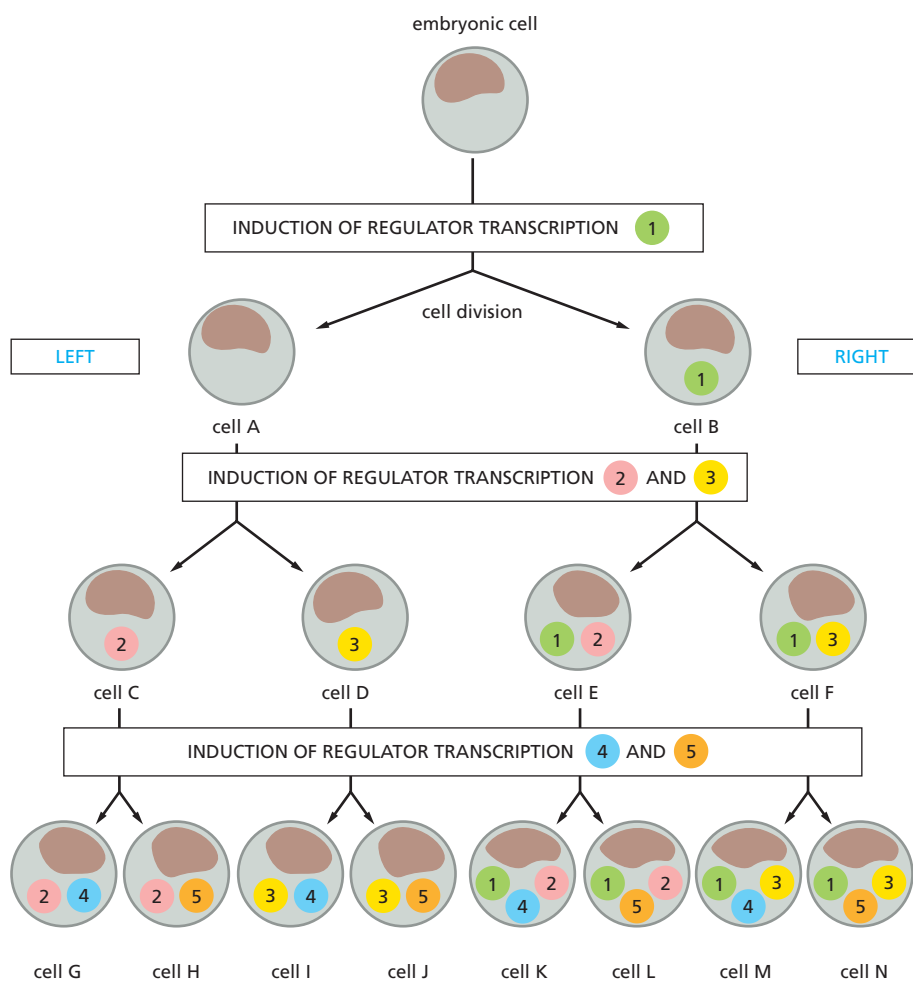 embryonic cell
INDUCTION OF REGULATOR TRANSCRIPTION 1
cell division
LEFT
RIGHT
1
cell A
cell B
INDUCTION OF REGULATOR TRANSCRIPTION 2 AND 3
2
3
1 2
1 3
cell C
cell D
cell E
cell F
INDUCTION OF REGULATOR TRANSCRIPTION 4 AND 5
2 4
2 5
3 4
3 5
1 2
4
1 2
5
1 3
4
1 3
5
cell G
cell H
cell I
cell J
cell K
cell L
cell M
cell N